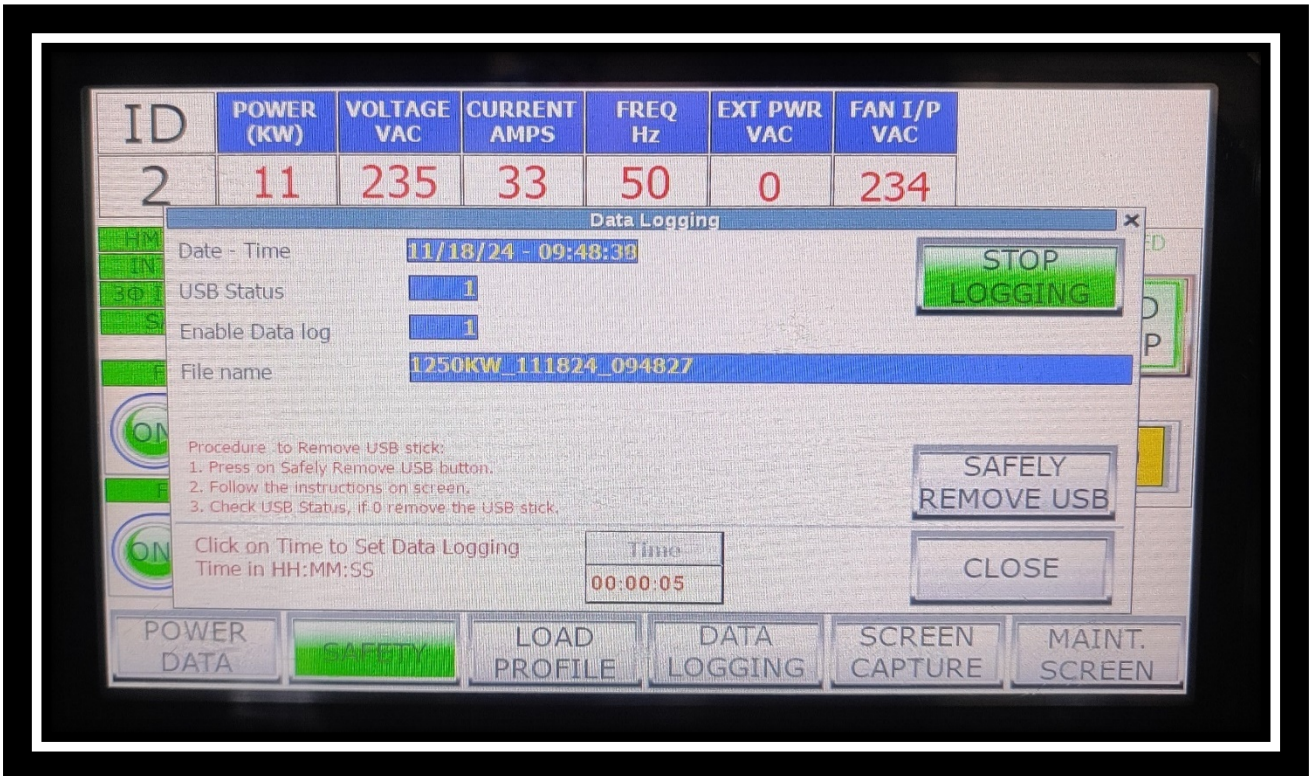 ID
POWER (KW)
VOLTAGE VAC
CURRENT AMPS
FREQ Hz
EXT PWR VAC
FAN I/P VAC
2
11
235
33
50
0
234
Data Logging
HM
IN
3Φ I
ED
Date - Time
11/18/24 - 09:48:38
STOP
LOGGING
USB Status
1
Enable Data log
1
File name
1250KW_111824_094827
P
F
ON
Procedure to Remove USB stick:
1. Press on Safely Remove USB button.
2. Follow the instructions on screen.
3. Check USB Status, if 0 remove the USB stick.
SAFELY
REMOVE USB
F
ON
Click on Time to Set Data Logging
Time in HH:MM:SS
Time
00:00:05
CLOSE
POWER
DATA
SAFETY
LOAD
PROFILE
DATA
LOGGING
SCREEN
CAPTURE
MAINT.
SCREEN